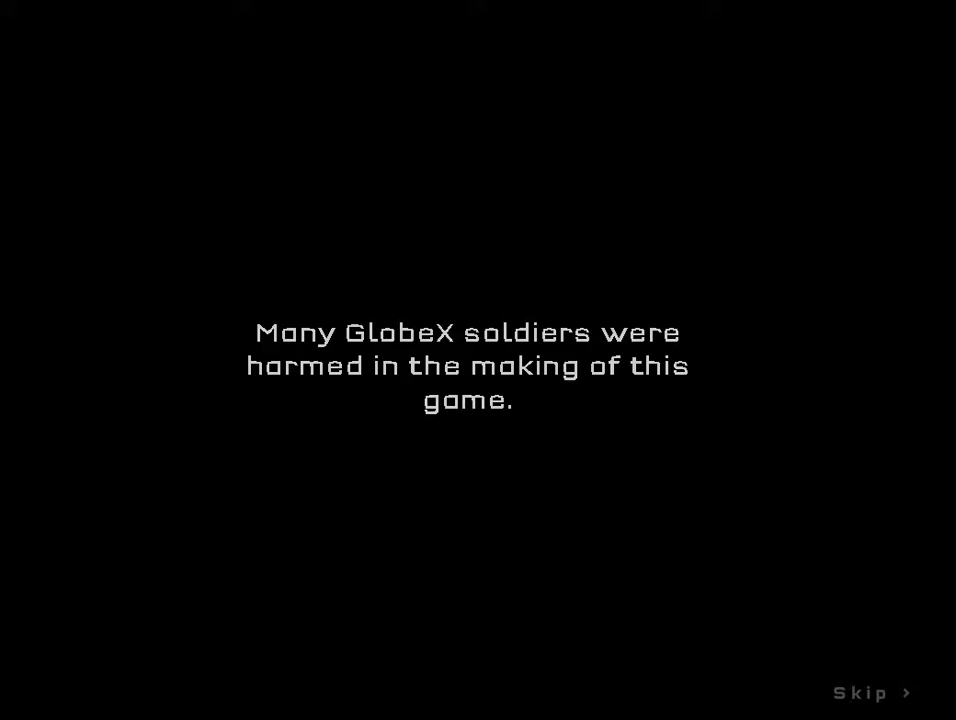 Many GlobeX soldiers were
harmed in the making of this
game.
Skip >